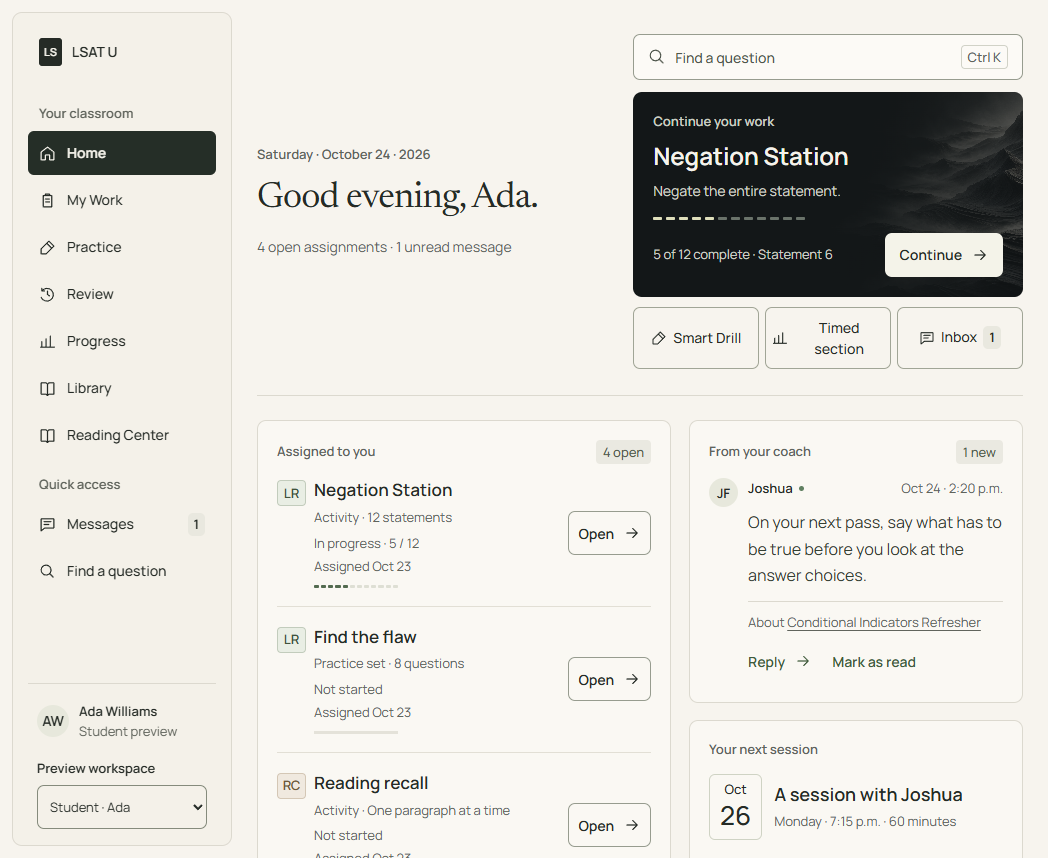 LS LSAT U
Your classroom
Home
My Work
Practice
Review
Progress
Library
Reading Center
Quick access
Messages 1
Find a question
AW
Ada Williams
Student preview
Preview workspace
Student · Ada
Saturday · October 24 · 2026
Good evening, Ada.
4 open assignments · 1 unread message
Find a question Ctrl K
Continue your work
Negation Station
Negate the entire statement.
5 of 12 complete · Statement 6
Continue
Smart Drill
Timed
section
Inbox 1
Assigned to you 4 open
LR Negation Station
Activity · 12 statements
In progress · 5 / 12
Assigned Oct 23
Open
LR Find the flaw
Practice set · 8 questions
Not started
Assigned Oct 23
Open
RC Reading recall
Activity · One paragraph at a time
Not started
Assigned Oct 23
Open
From your coach 1 new
JF Joshua Oct 24 · 2:20 p.m.
On your next pass, say what has to
be true before you look at the
answer choices.
About Conditional Indicators Refresher
Reply Mark as read
Your next session
Oct
26
A session with Joshua
Monday · 7:15 p.m. · 60 minutes